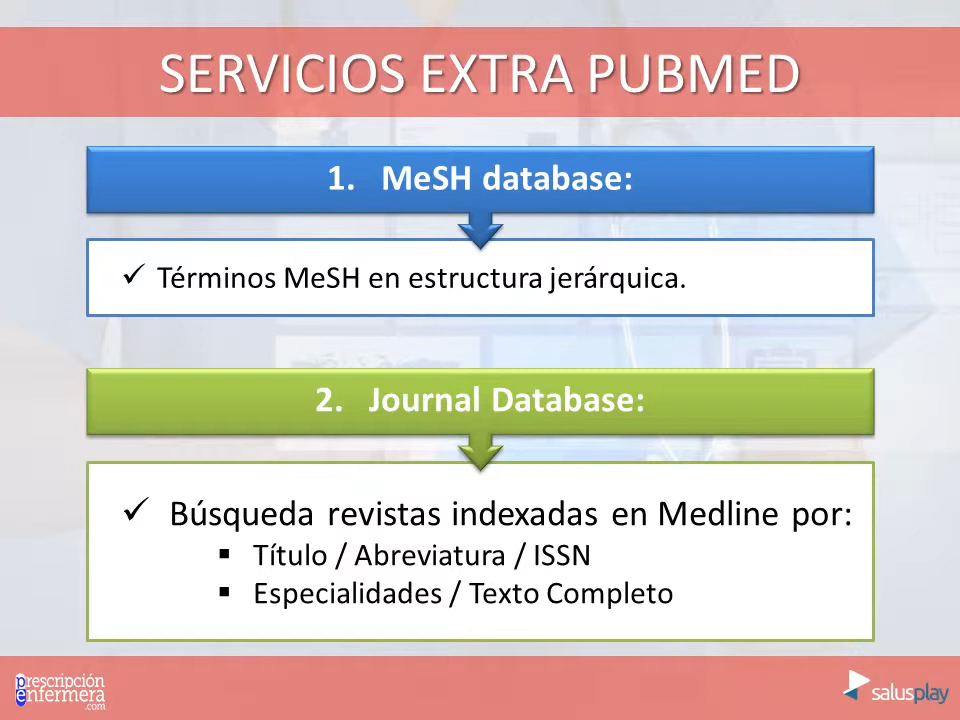 SERVICIOS EXTRA PUBMED
1. MeSH database:
✓ Términos MeSH en estructura jerárquica.
2. Journal Database:
✓ Búsqueda revistas indexadas en Medline por:
▪ Título / Abreviatura / ISSN
▪ Especialidades / Texto Completo
prescripción
enfermera
.com
salusplay